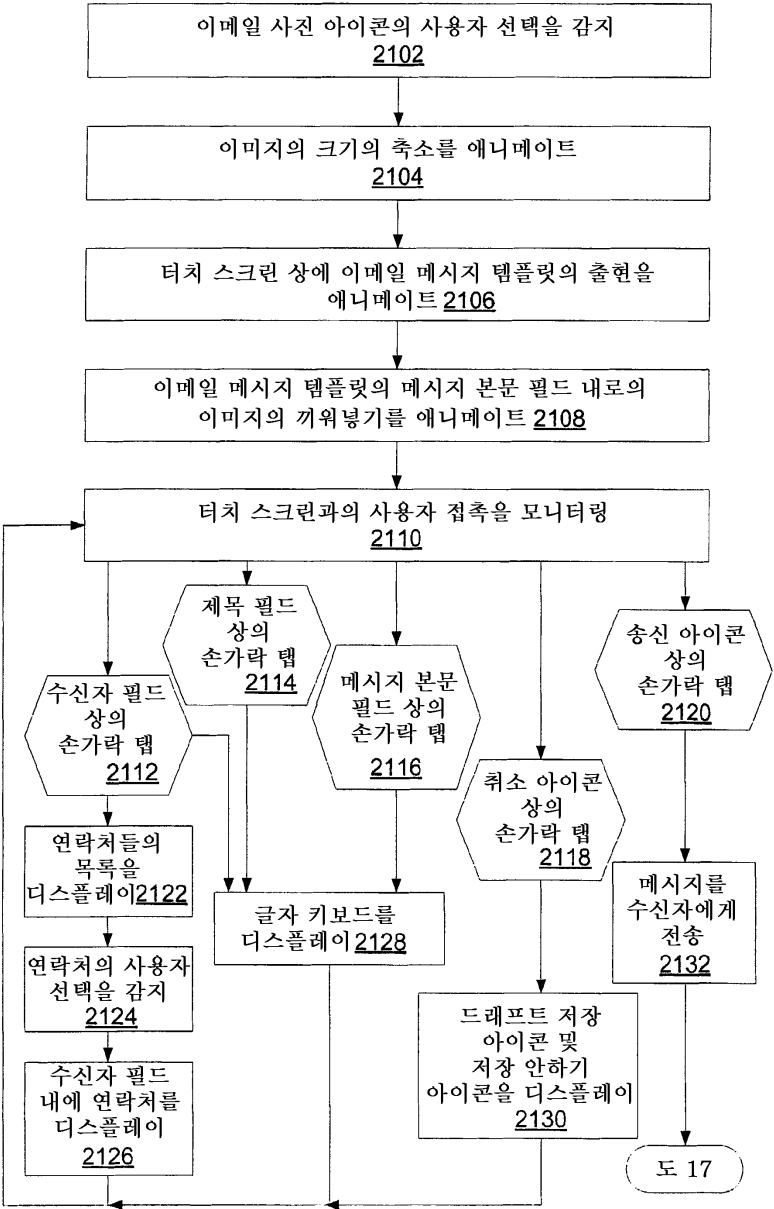 이메일 사진 아이콘의 사용자 선택을 감지
2102
이미지의 크기의 축소를 애니메이트
2104
터치 스크린 상에 이메일 메시지 템플릿의 출현을
애니메이트 2106
이메일 메시지 템플릿의 메시지 본문 필드 내로의
이미지의 끼워넣기를 애니메이트 2108
터치 스크린과의 사용자 접촉을 모니터링
2110
수신자 필드
상의
손가락 탭
2112
제목 필드
상의
손가락 탭
2114
메시지 본문
필드 상의
손가락 탭
2116
취소 아이콘
상의
손가락 탭
2118
송신 아이콘
상의
손가락 탭
2120
연락처들의
목록을
디스플레이2122
연락처의 사용자
선택을 감지
2124
수신자 필드
내에 연락처를
디스플레이
2126
글자 키보드를
디스플레이 2128
드래프트 저장
아이콘 및
저장 안하기
아이콘을 디스플레이
2130
메시지를
수신자에게
전송
2132
도 17